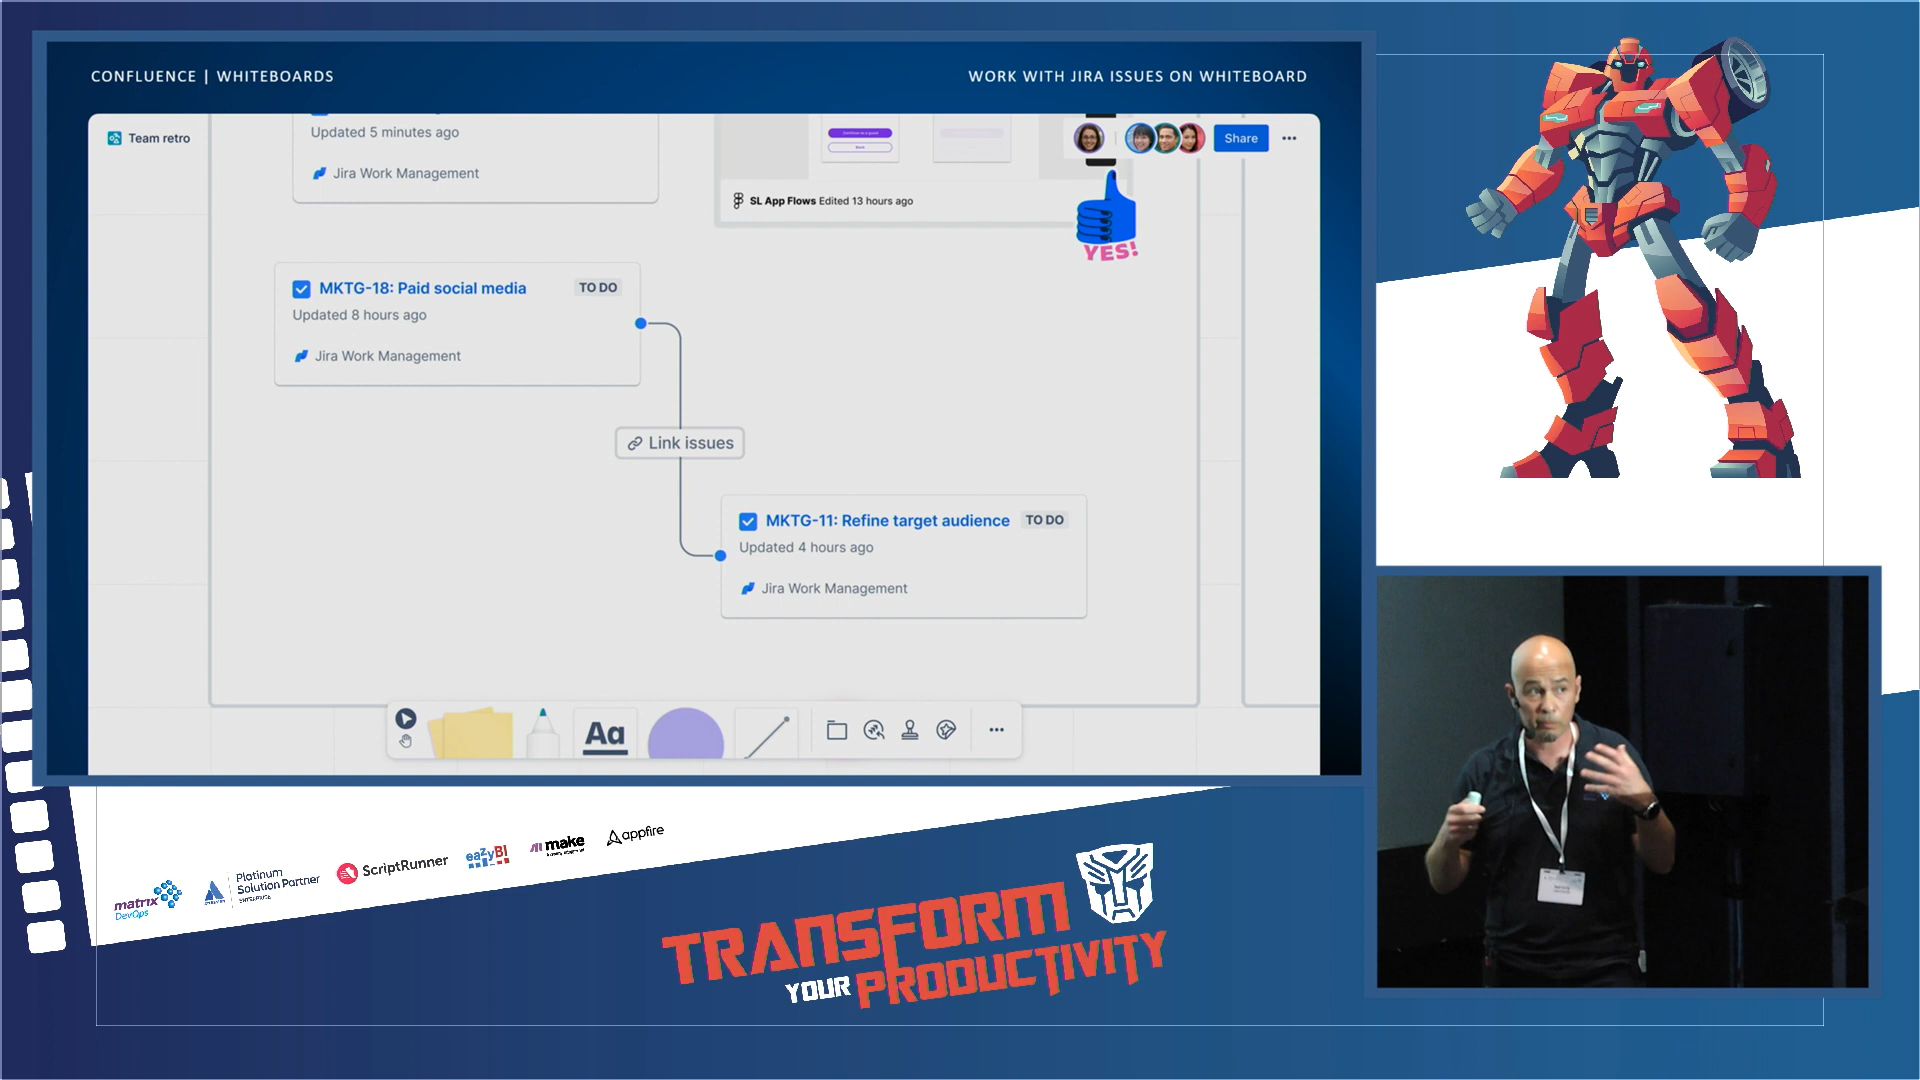 CONFLUENCE | WHITEBOARDS
WORK WITH JIRA ISSUES ON WHITEBOARD
Team retro
Updated 5 minutes ago
Jira Work Management
Share
SL App Flows Edited 13 hours ago
YES!
MKTG-18: Paid social media
TO DO
Updated 8 hours ago
Jira Work Management
Link issues
MKTG-11: Refine target audience
TO DO
Updated 4 hours ago
Jira Work Management
Aa
matrix
DevOps
Platinum
Solution Partner
ENTERPRISE
ScriptRunner
eazyBI
make
appfire
TRANSFORM
YOUR PRODUCTIVITY